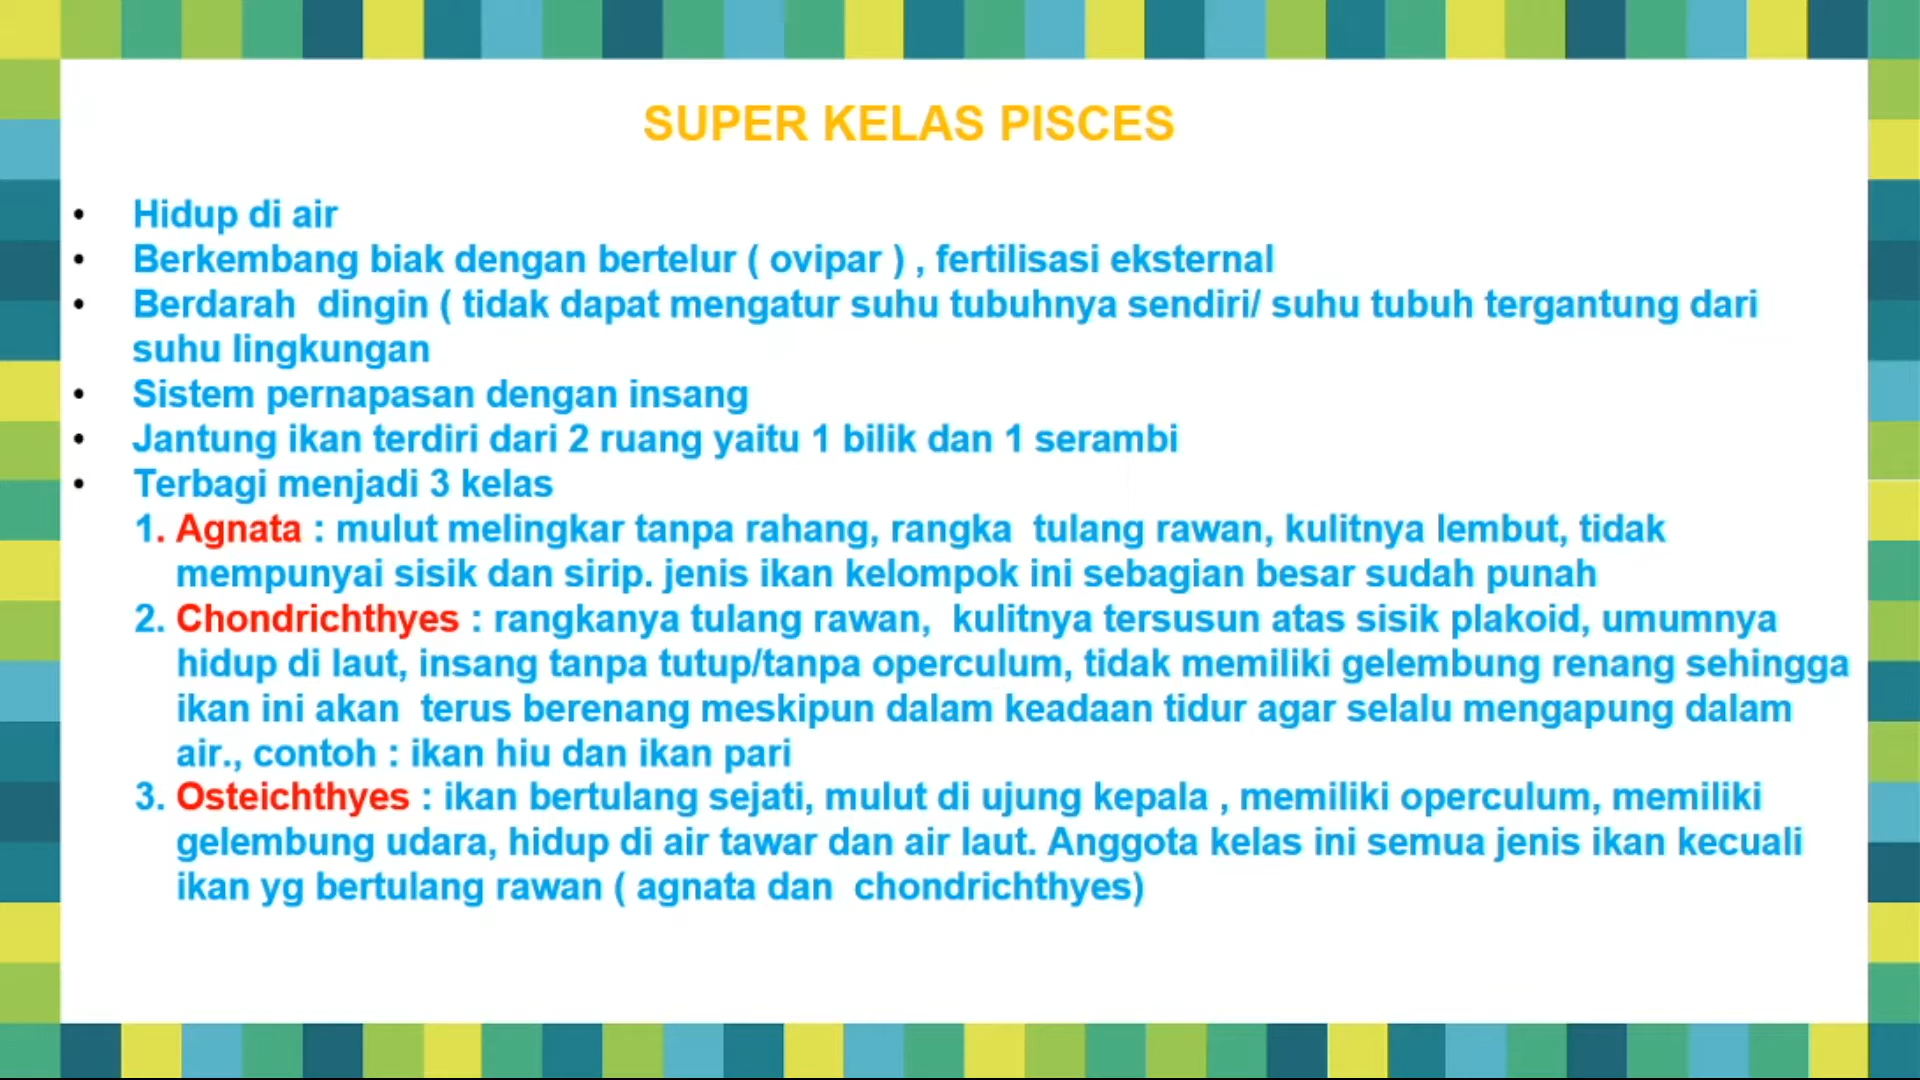 SUPER KELAS PISCES
• Hidup di air
• Berkembang biak dengan bertelur ( ovipar ) , fertilisasi eksternal
• Berdarah dingin ( tidak dapat mengatur suhu tubuhnya sendiri/ suhu tubuh tergantung dari
suhu lingkungan
• Sistem pernapasan dengan insang
• Jantung ikan terdiri dari 2 ruang yaitu 1 bilik dan 1 serambi
• Terbagi menjadi 3 kelas
1. Agnata : mulut melingkar tanpa rahang, rangka tulang rawan, kulitnya lembut, tidak
mempunyai sisik dan sirip. jenis ikan kelompok ini sebagian besar sudah punah
2. Chondrichthyes : rangkanya tulang rawan, kulitnya tersusun atas sisik plakoid, umumnya
hidup di laut, insang tanpa tutup/tanpa operculum, tidak memiliki gelembung renang sehingga
ikan ini akan terus berenang meskipun dalam keadaan tidur agar selalu mengapung dalam
air., contoh : ikan hiu dan ikan pari
3. Osteichthyes : ikan bertulang sejati, mulut di ujung kepala , memiliki operculum, memiliki
gelembung udara, hidup di air tawar dan air laut. Anggota kelas ini semua jenis ikan kecuali
ikan yg bertulang rawan ( agnata dan chondrichthyes)